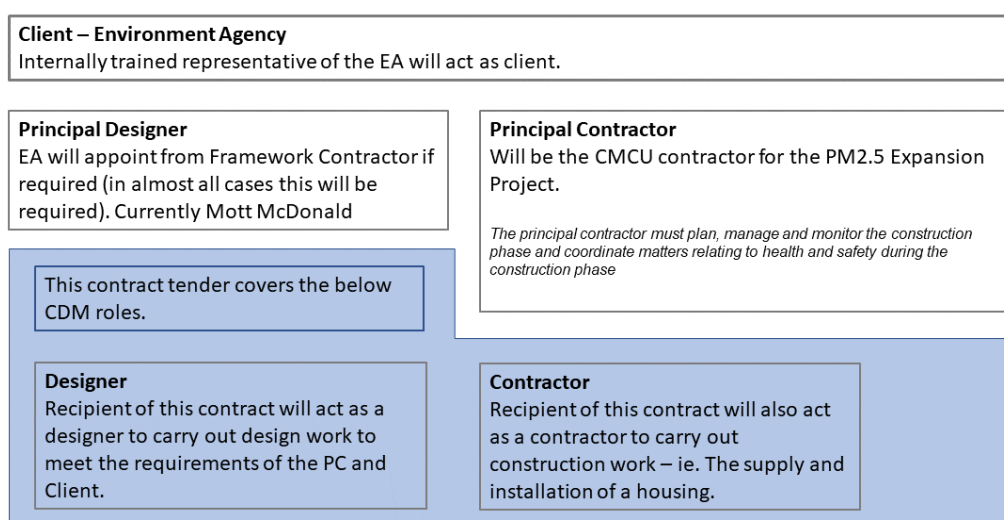 Client – Environment Agency
Internally trained representative of the EA will act as client.
Principal Designer
EA will appoint from Framework Contractor if
required (in almost all cases this will be
required). Currently Mott McDonald
Principal Contractor
Will be the CMCU contractor for the PM2.5 Expansion
Project.
The principal contractor must plan, manage and monitor the construction
phase and coordinate matters relating to health and safety during the
construction phase
This contract tender covers the below
CDM roles.
Designer
Recipient of this contract will act as a
designer to carry out design work to
meet the requirements of the PC and
Client.
Contractor
Recipient of this contract will also act
as a contractor to carry out
construction work – ie. The supply and
installation of a housing.